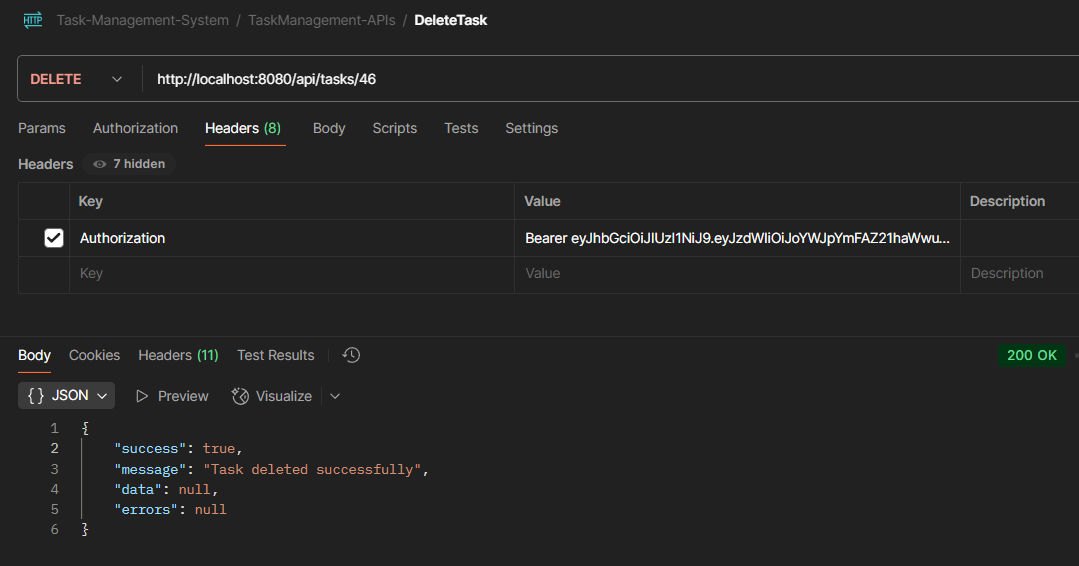 HTTP Task-Management-System / TaskManagement-APIs / DeleteTask
DELETE http://localhost:8080/api/tasks/46
Params Authorization Headers (8) Body Scripts Tests Settings
Headers 7 hidden
Key Value Description
Authorization Bearer eyJhbGciOiJIUzI1NiJ9.eyJzdWIiOiJoYWJpYmFAZ21haWwu...
Key Value Description
Body Cookies Headers (11) Test Results 200 OK
{ } JSON Preview Visualize
1 {
2 "success": true,
3 "message": "Task deleted successfully",
4 "data": null,
5 "errors": null
6 }